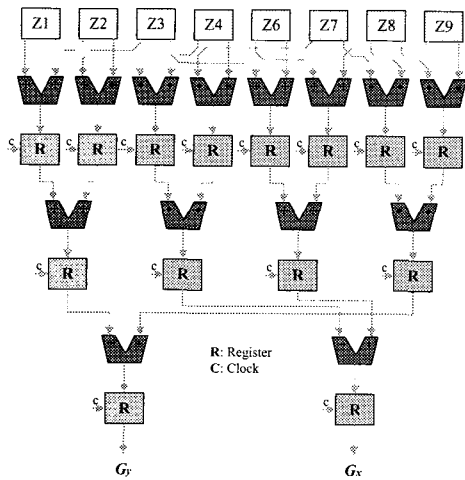 Z1 Z2 Z3 Z4 Z6 Z7 Z8 Z9
c R R c R c R c R R c R c R
c R c R c R c R
R: Register
C: Clock
c R c R
Gy Gx